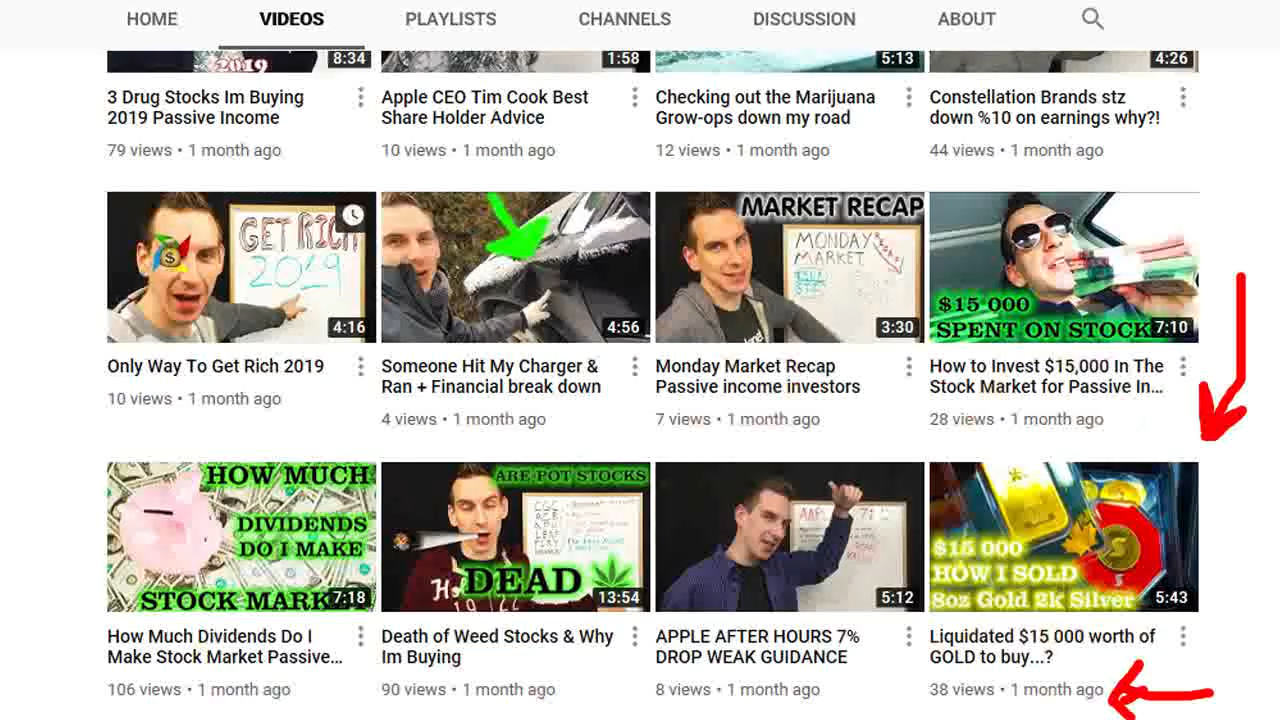 HOME VIDEOS PLAYLISTS CHANNELS DISCUSSION ABOUT
2019
8:34 1:58 5:13 4:26
3 Drug Stocks Im Buying
2019 Passive Income
79 views • 1 month ago
Apple CEO Tim Cook Best
Share Holder Advice
10 views • 1 month ago
Checking out the Marijuana
Grow-ops down my road
12 views • 1 month ago
Constellation Brands stz
down %10 on earnings why?!
44 views • 1 month ago
GET RICH
2019
4:16
Only Way To Get Rich 2019
10 views • 1 month ago
4:56
Someone Hit My Charger &
Ran + Financial break down
4 views • 1 month ago
MARKET RECAP
MONDAY
MARKET
3:30
Monday Market Recap
Passive income investors
7 views • 1 month ago
$15 000
SPENT ON STOCK
7:10
How to Invest $15,000 In The
Stock Market for Passive In...
28 views • 1 month ago
HOW MUCH
DIVIDENDS
DO I MAKE
STOCK MARK
7:18
How Much Dividends Do I
Make Stock Market Passive...
106 views • 1 month ago
ARE POT STOCKS
DEAD
13:54
Death of Weed Stocks & Why
Im Buying
90 views • 1 month ago
5:12
APPLE AFTER HOURS 7%
DROP WEAK GUIDANCE
8 views • 1 month ago
$15 000
HOW I SOLD
8oz Gold 2k Silver
5:43
Liquidated $15 000 worth of
GOLD to buy...?
38 views • 1 month ago